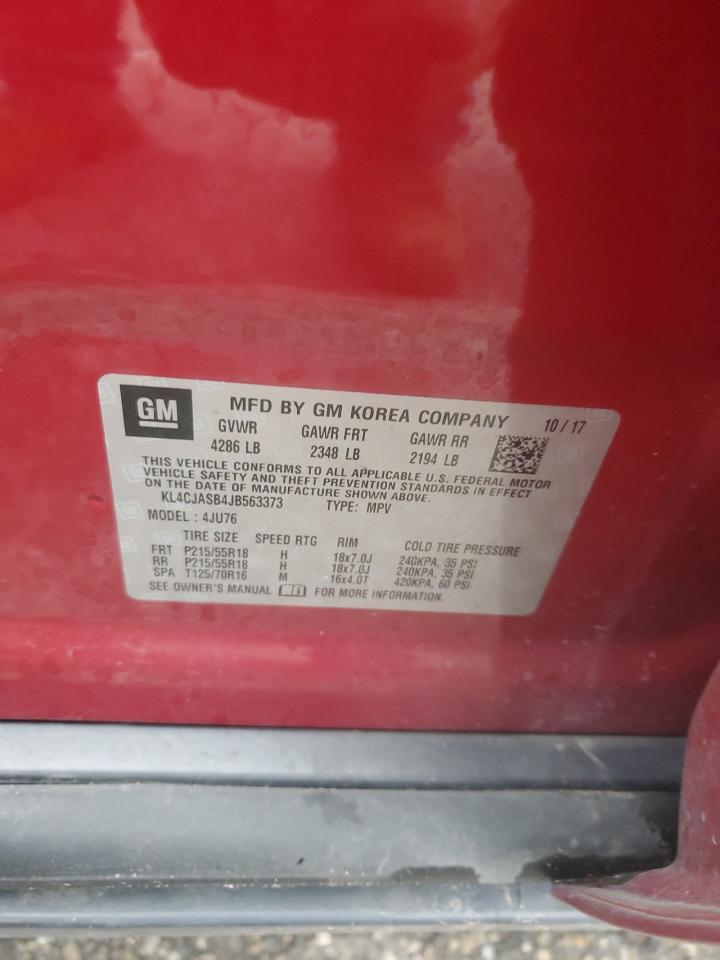 GM MFD BY GM KOREA COMPANY 10 / 17
GVWR GAWR FRT GAWR RR
4286 LB 2348 LB 2194 LB
THIS VEHICLE CONFORMS TO ALL APPLICABLE U.S. FEDERAL MOTOR
VEHICLE SAFETY AND THEFT PREVENTION STANDARDS IN EFFECT
ON THE DATE OF MANUFACTURE SHOWN ABOVE.
KL4CJASB4JB563373 TYPE: MPV
MODEL : 4JU76
TIRE SIZE SPEED RTG RIM COLD TIRE PRESSURE
FRT P215/55R18 H 18x7.0J 240KPA, 35 PSI
RR P215/55R18 H 18x7.0J 240KPA, 35 PSI
SPA T125/70R16 M 16x4.0T 420KPA, 60 PSI
SEE OWNER'S MANUAL FOR MORE INFORMATION.